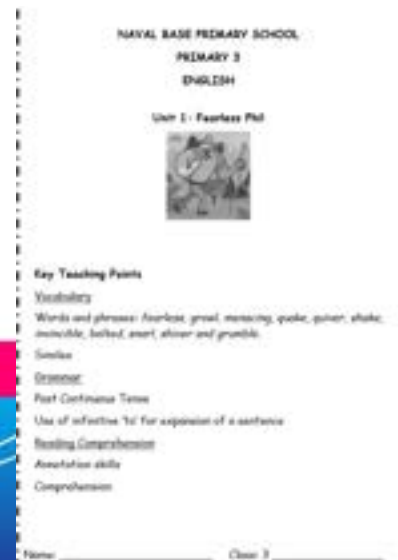 NAVAL BASE PRIMARY SCHOOL
PRIMARY 3
ENGLISH
Unit 1: Fearless Phil
Key Teaching Points
Vocabulary
Words and phrases: fearless, growl, menacing, quake, quiver, shake,
invincible, bolted, snort, shiver and grumble.
Similes
Grammar
Past Continuous Tense
Use of infinitive 'to' for expansion of a sentence
Reading Comprehension
Annotation skills
Comprehension
Name: Class: 3